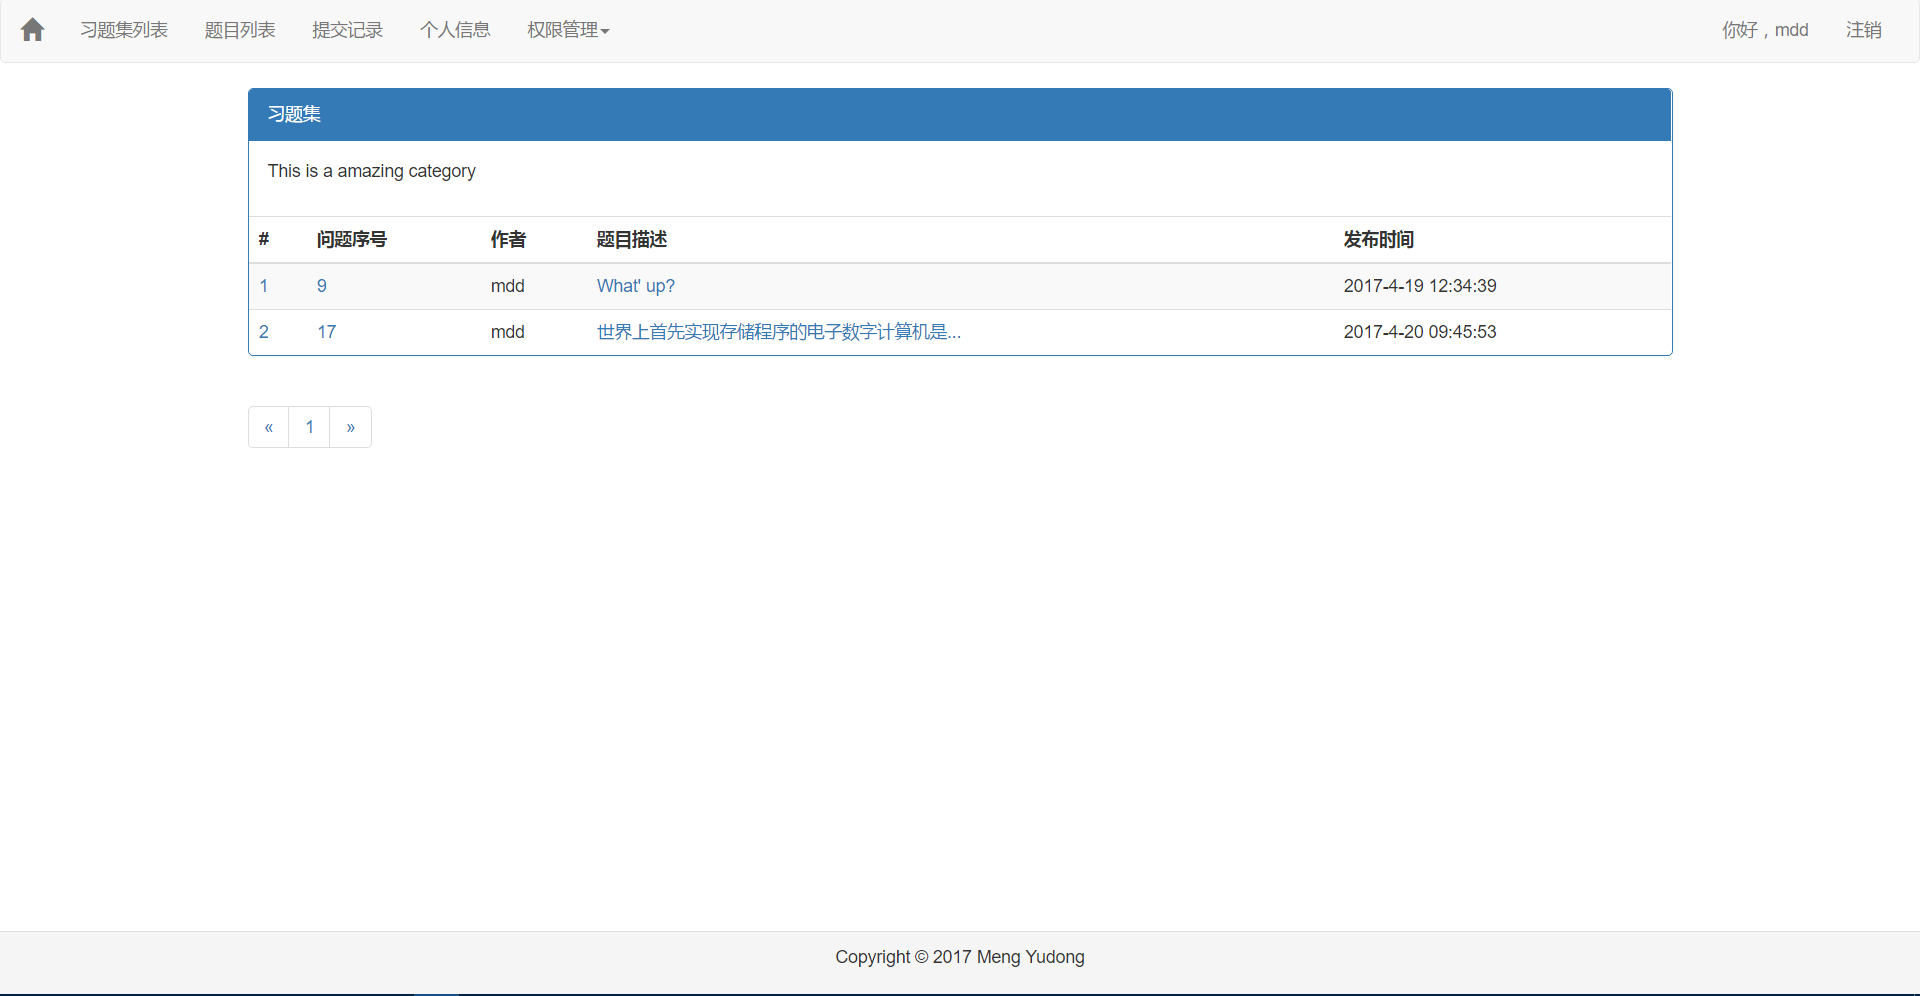 习题集列表 题目列表 提交记录 个人信息 权限管理 你好，mdd 注销
习题集
This is a amazing category
# 问题序号 作者 题目描述 发布时间
1 9 mdd What' up? 2017-4-19 12:34:39
2 17 mdd 世界上首先实现存储程序的电子数字计算机是... 2017-4-20 09:45:53
« 1 »
Copyright © 2017 Meng Yudong